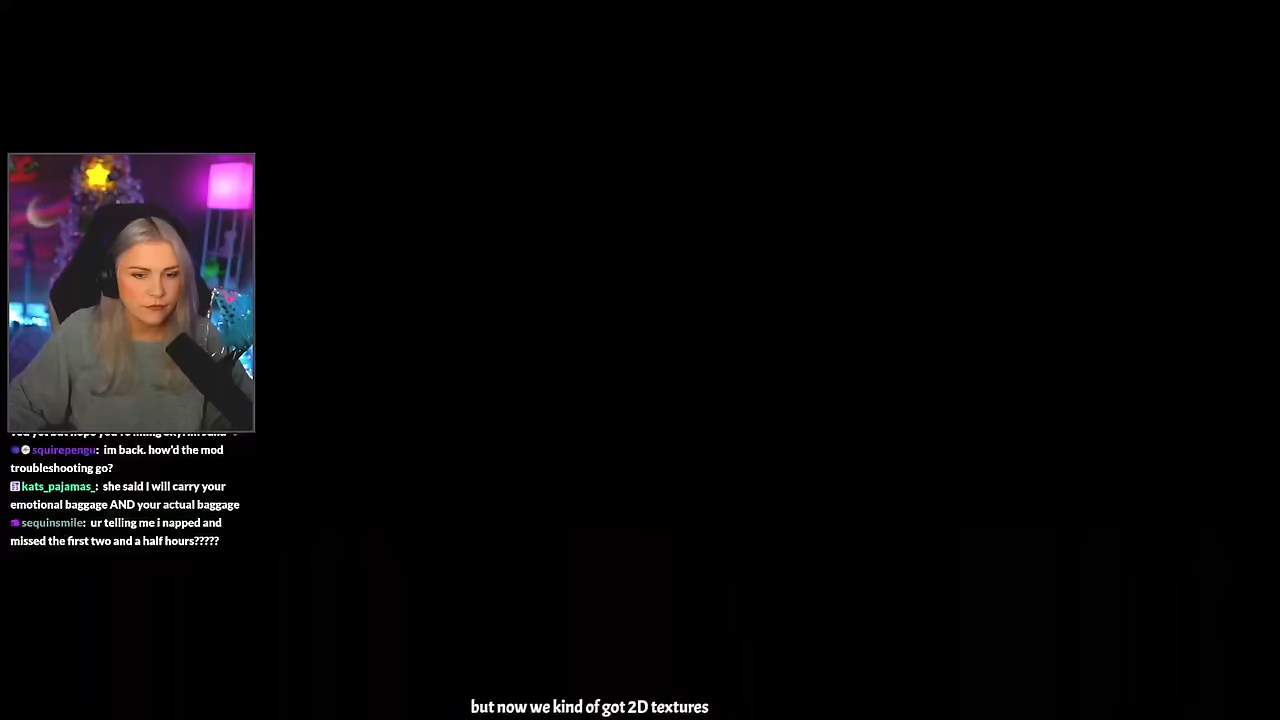 squirepengu: im back. how'd the mod
troubleshooting go?
kats_pajamas_: she said I will carry your
emotional baggage AND your actual baggage
sequinsmile: ur telling me i napped and
missed the first two and a half hours?????
but now we kind of got 2D textures